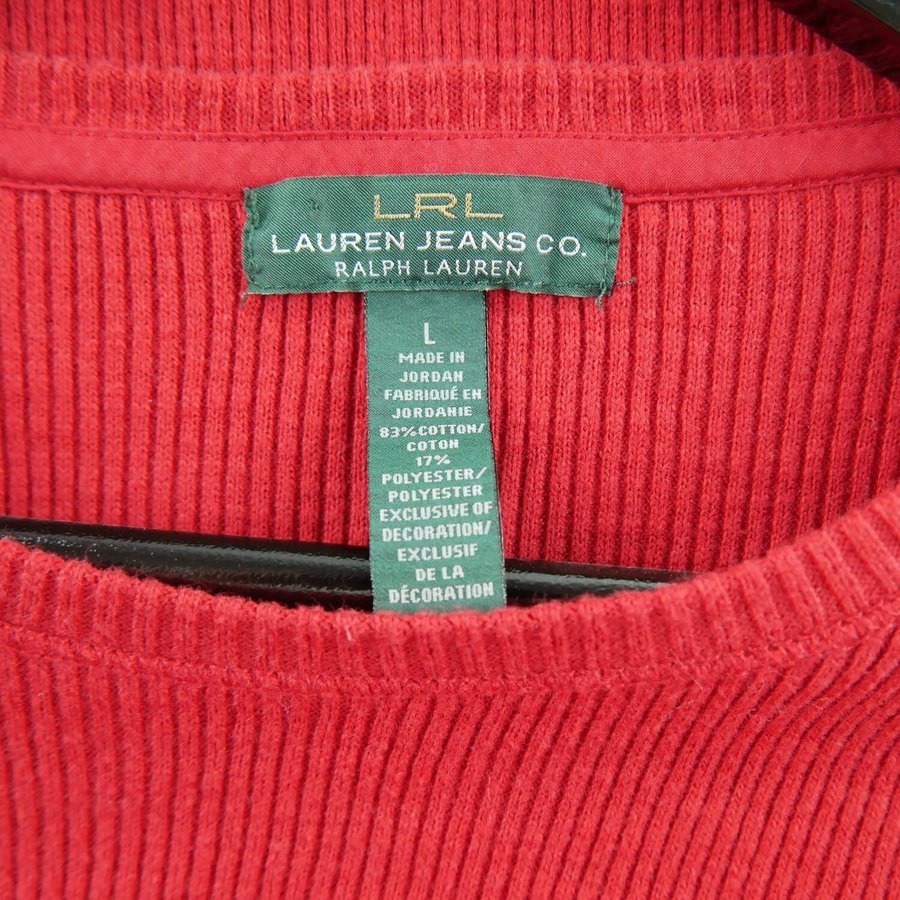 LRL
LAUREN JEANS CO.
RALPH LAUREN
L
MADE IN
JORDAN
FABRIQUÉ EN
JORDANIE
83%COTTON/
COTON
17%
POLYESTER/
POLYESTER
EXCLUSIVE OF
DECORATION/
EXCLUSIF
DE LA
DÉCORATION